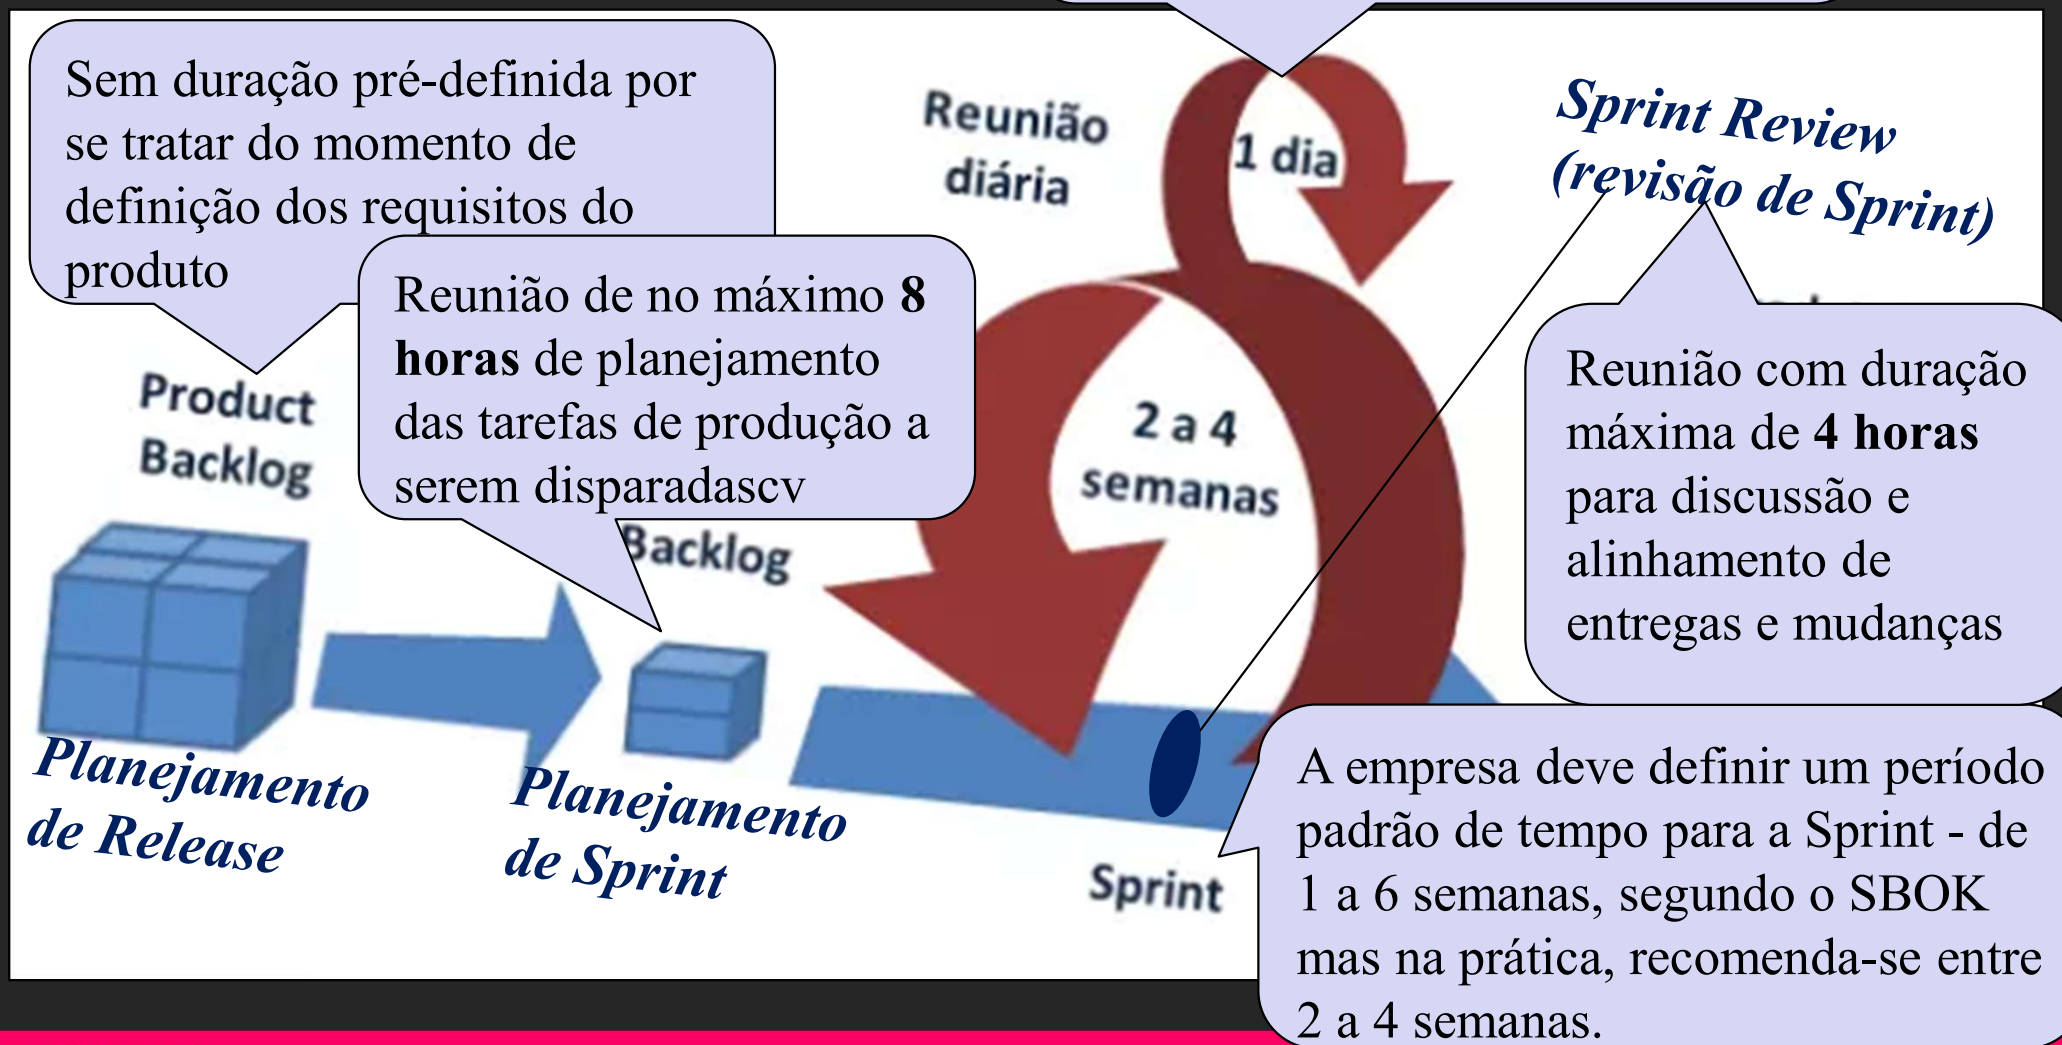 Sem duração pré-definida por
se tratar do momento de
definição dos requisitos do
produto
Reunião de no máximo 8
horas de planejamento
das tarefas de produção a
serem disparadascv
Reunião
diária
1 dia
Sprint Review
(revisão de Sprint)
Reunião com duração
máxima de 4 horas
para discussão e
alinhamento de
entregas e mudanças
Product
Backlog
Backlog
2 a 4
semanas
Planejamento
de Release
Planejamento
de Sprint
Sprint
A empresa deve definir um período
padrão de tempo para a Sprint - de
1 a 6 semanas, segundo o SBOK
mas na prática, recomenda-se entre
2 a 4 semanas.